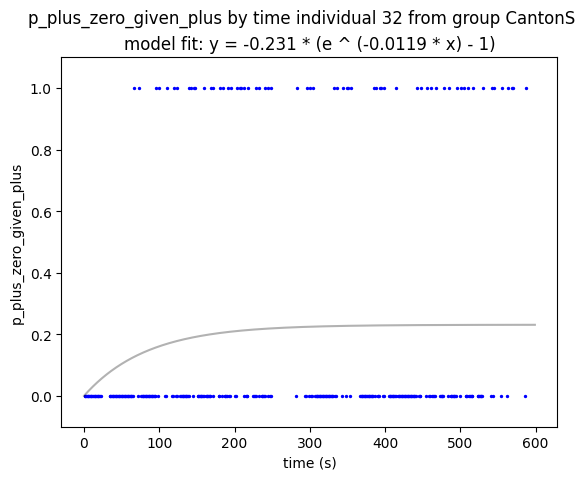 p_plus_zero_given_plus by time individual 32 from group CantonS
model fit: y = -0.231 * (e ^ (-0.0119 * x) - 1)
p_plus_zero_given_plus
1.0
0.8
0.6
0.4
0.2
0.0
0 100 200 300 400 500 600
time (s)